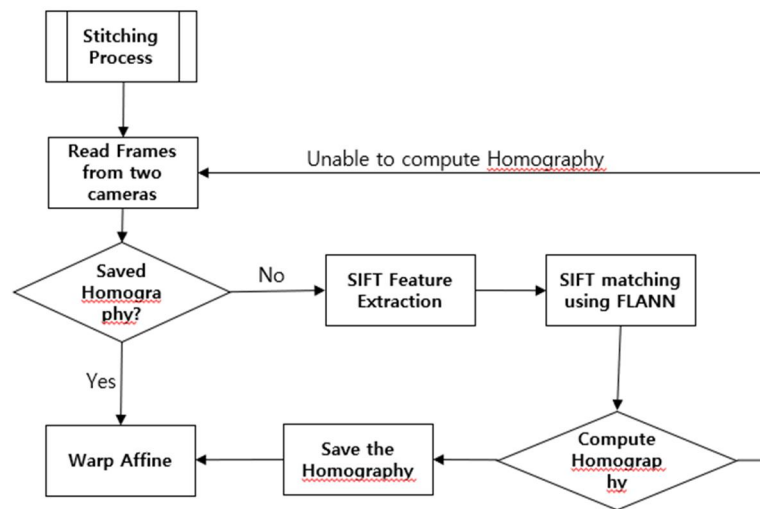 Stitching
Process
Read Frames
from two
cameras
Unable to compute Homography
Saved
Homogra
phy?
No
SIFT Feature
Extraction
SIFT matching
using FLANN
Yes
Warp Affine
Save the
Homography
Compute
Homograp
hy